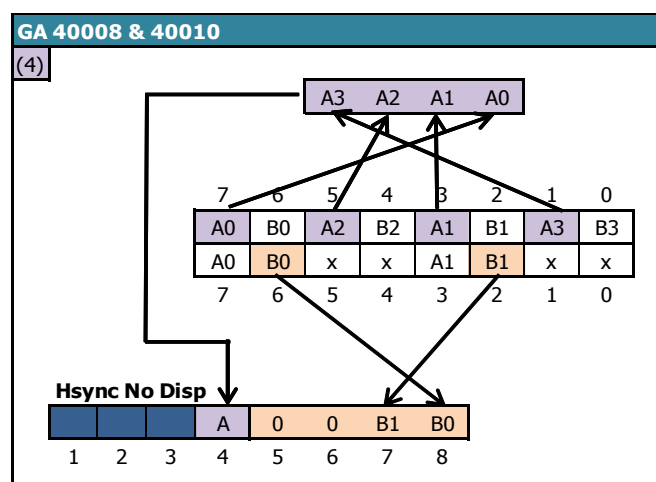 GA 40008 & 40010
(4)
A3 A2 A1 A0
7 6 5 4 3 2 1 0
A0 B0 A2 B2 A1 B1 A3 B3
A0 B0 x x A1 B1 x x
7 6 5 4 3 2 1 0
Hsync No Disp
A 0 0 B1 B0
1 2 3 4 5 6 7 8